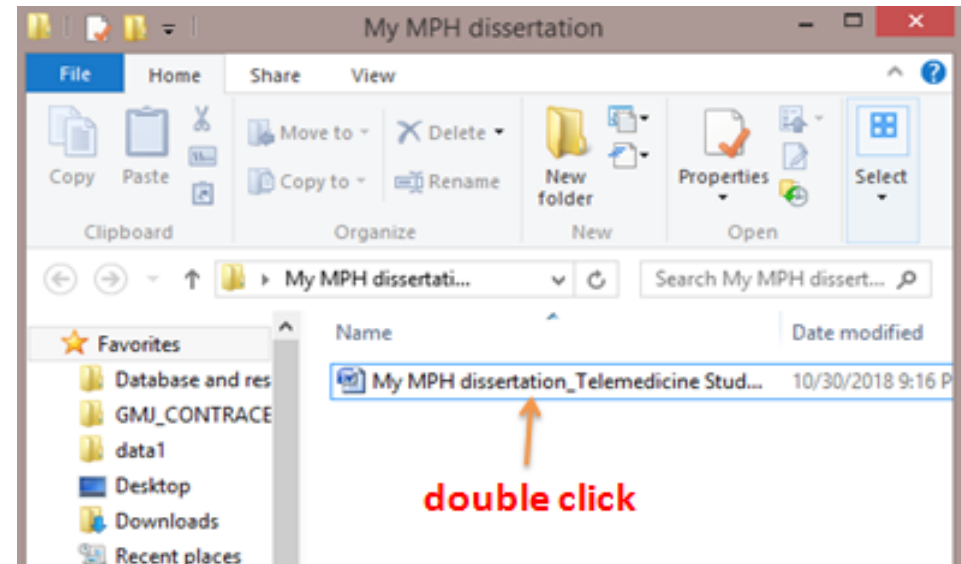 My MPH dissertation
File Home Share View
Copy Paste Move to Copy to Delete Rename New folder Properties Select
Clipboard Organize New Open
My MPH dissertati... Search My MPH dissert...
Name Date modified
Favorites
Database and res
GMJ_CONTRACE
data1
Desktop
Downloads
Recent places
My MPH dissertation_Telemedicine Stud... 10/30/2018 9:16 P
double click